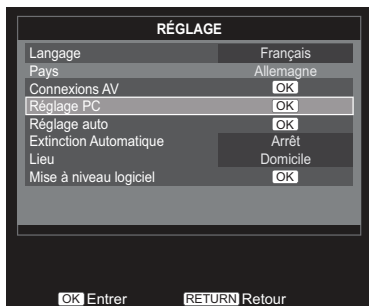 RÉGLAGE
Langage Français
Pays Allemagne
Connexions AV OK
Réglage PC OK
Réglage auto OK
Extinction Automatique Arrêt
Lieu Domicile
Mise à niveau logiciel OK
OK Entrer RETURN Retour